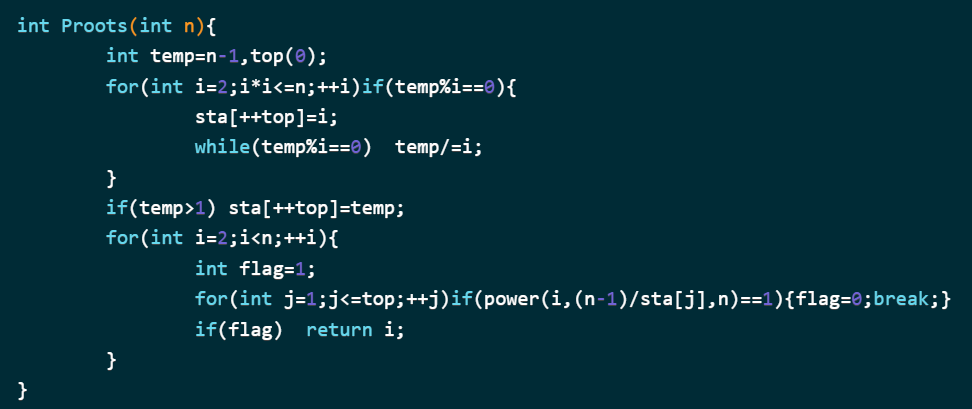 int Proots(int n){
        int temp=n-1,top(0);
        for(int i=2;i*i<=n;++i)if(temp%i==0){
                sta[++top]=i;
                while(temp%i==0)  temp/=i;
        }
        if(temp>1) sta[++top]=temp;
        for(int i=2;i<n;++i){
                int flag=1;
                for(int j=1;j<=top;++j)if(power(i,(n-1)/sta[j],n)==1){flag=0;break;}
                if(flag)  return i;
        }
}